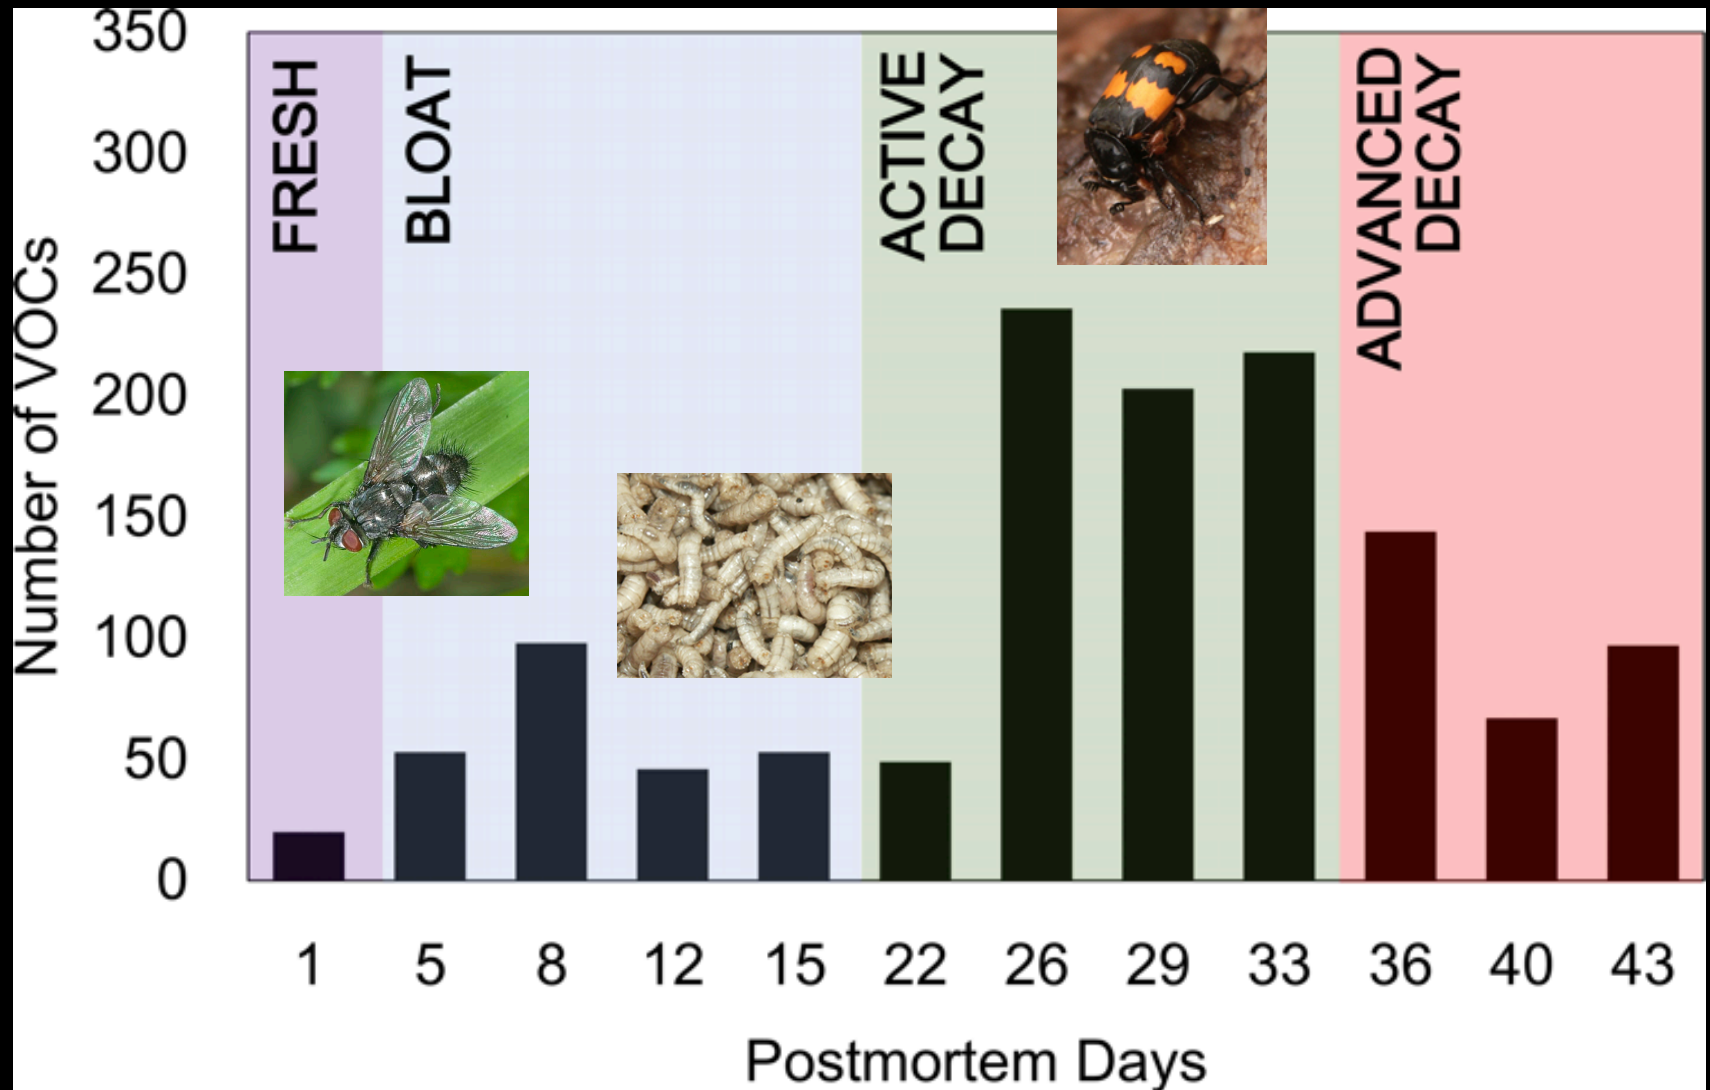 Number of VOCs
350
300
250
200
150
100
50
0
FRESH
BLOAT
ACTIVE
DECAY
ADVANCED
DECAY
1 5 8 12 15 22 26 29 33 36 40 43
Postmortem Days